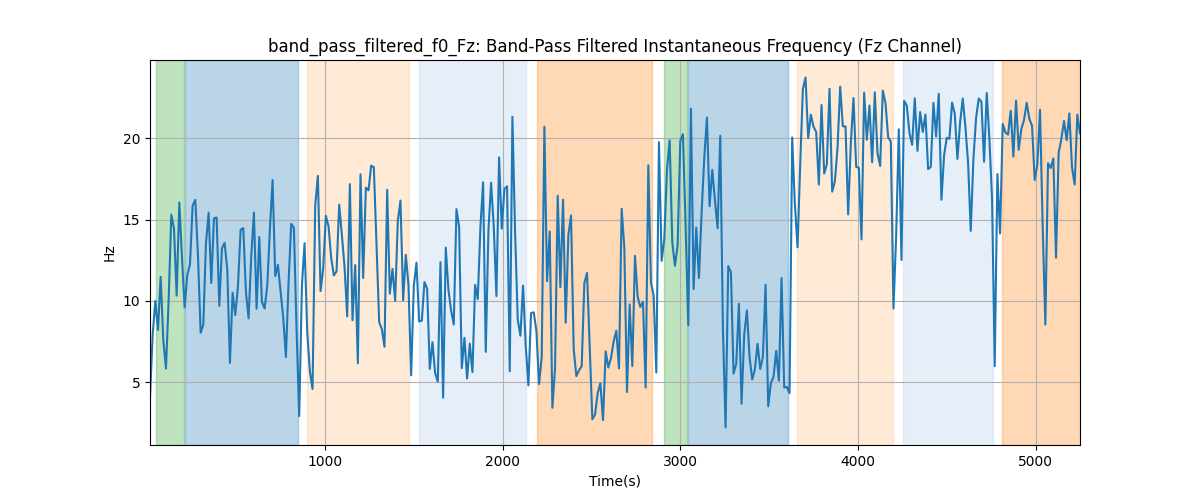 band_pass_filtered_f0_Fz: Band-Pass Filtered Instantaneous Frequency (Fz Channel)
20
15
10
5
Hz
1000 2000 3000 4000 5000
Time(s)